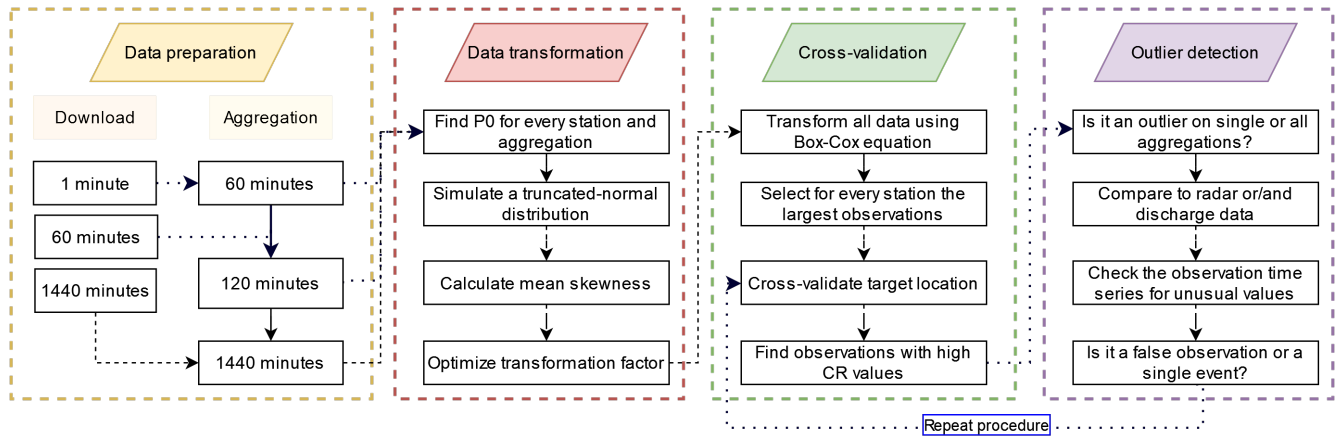 Data preparation
Download
Aggregation
1 minute
60 minutes
60 minutes
120 minutes
1440 minutes
1440 minutes
Data transformation
Find P0 for every station and
aggregation
Simulate a truncated-normal
distribution
Calculate mean skewness
Optimize transformation factor
Cross-validation
Transform all data using
Box-Cox equation
Select for every station the
largest observations
Cross-validate target location
Find observations with high
CR values
Outlier detection
Is it an outlier on single or all
aggregations?
Compare to radar or/and
discharge data
Check the observation time
series for unusual values
Is it a false observation or a
single event?
Repeat procedure